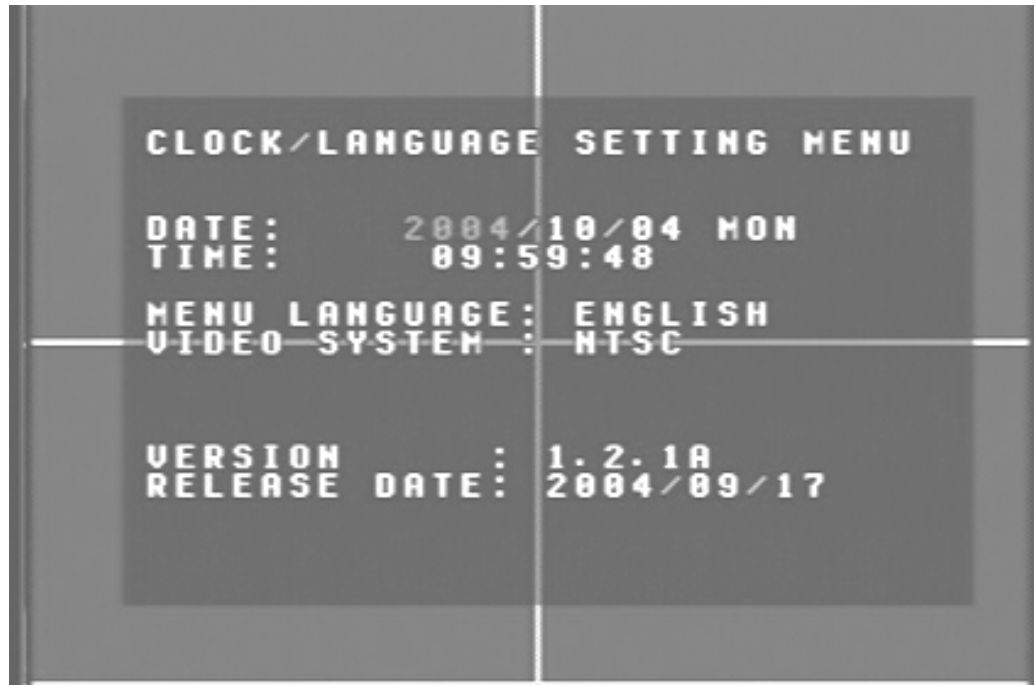 CLOCK/LANGUAGE SETTING MENU
DATE: 2004/10/04 MON
TIME: 09:59:48
MENU LANGUAGE: ENGLISH
VIDEO SYSTEM : NTSC
VERSION : 1.2.1A
RELEASE DATE: 2004/09/17